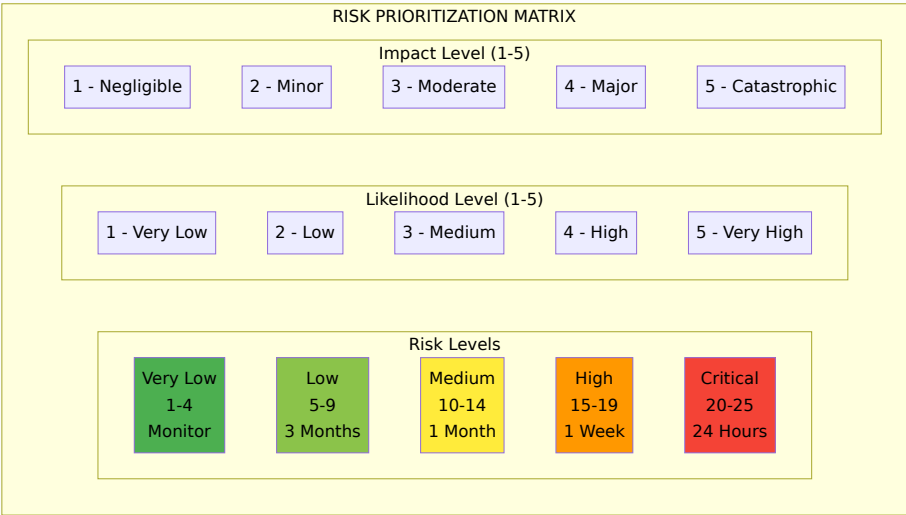 RISK PRIORITIZATION MATRIX
Impact Level (1-5)
1 - Negligible
2 - Minor
3 - Moderate
4 - Major
5 - Catastrophic
Likelihood Level (1-5)
1 - Very Low
2 - Low
3 - Medium
4 - High
5 - Very High
Risk Levels
Very Low
1-4
Monitor
Low
5-9
3 Months
Medium
10-14
1 Month
High
15-19
1 Week
Critical
20-25
24 Hours